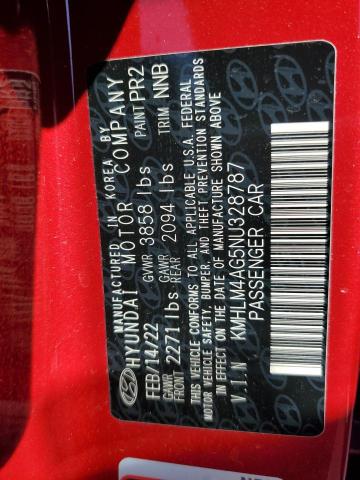 MANUFACTURED IN KOREA BY
HYUNDAI MOTOR COMPANY
FEB/14/22 GVWR 3858 lbs PAINT PR2
GAWR FRONT 2271 lbs GAWR REAR 2094 lbs TRIM NNB
THIS VEHICLE CONFORMS TO ALL APPLICABLE U.S.A. FEDERAL
MOTOR VEHICLE SAFETY, BUMPER, AND THEFT PREVENTION STANDARDS
IN EFFECT ON THE DATE OF MANUFACTURE SHOWN ABOVE
V.I.N KMHLM4AG5NU328787
PASSENGER CAR